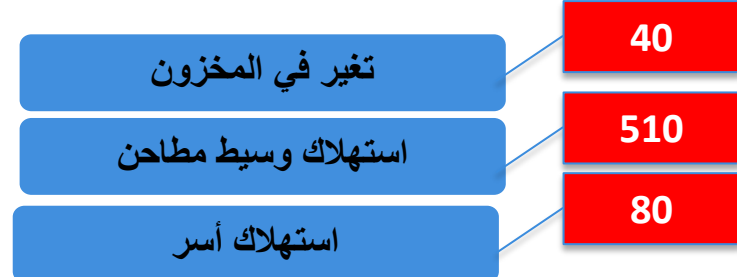 40
تغير في المخزون
510
استهلاك وسيط مطاحن
80
استهلاك أسر